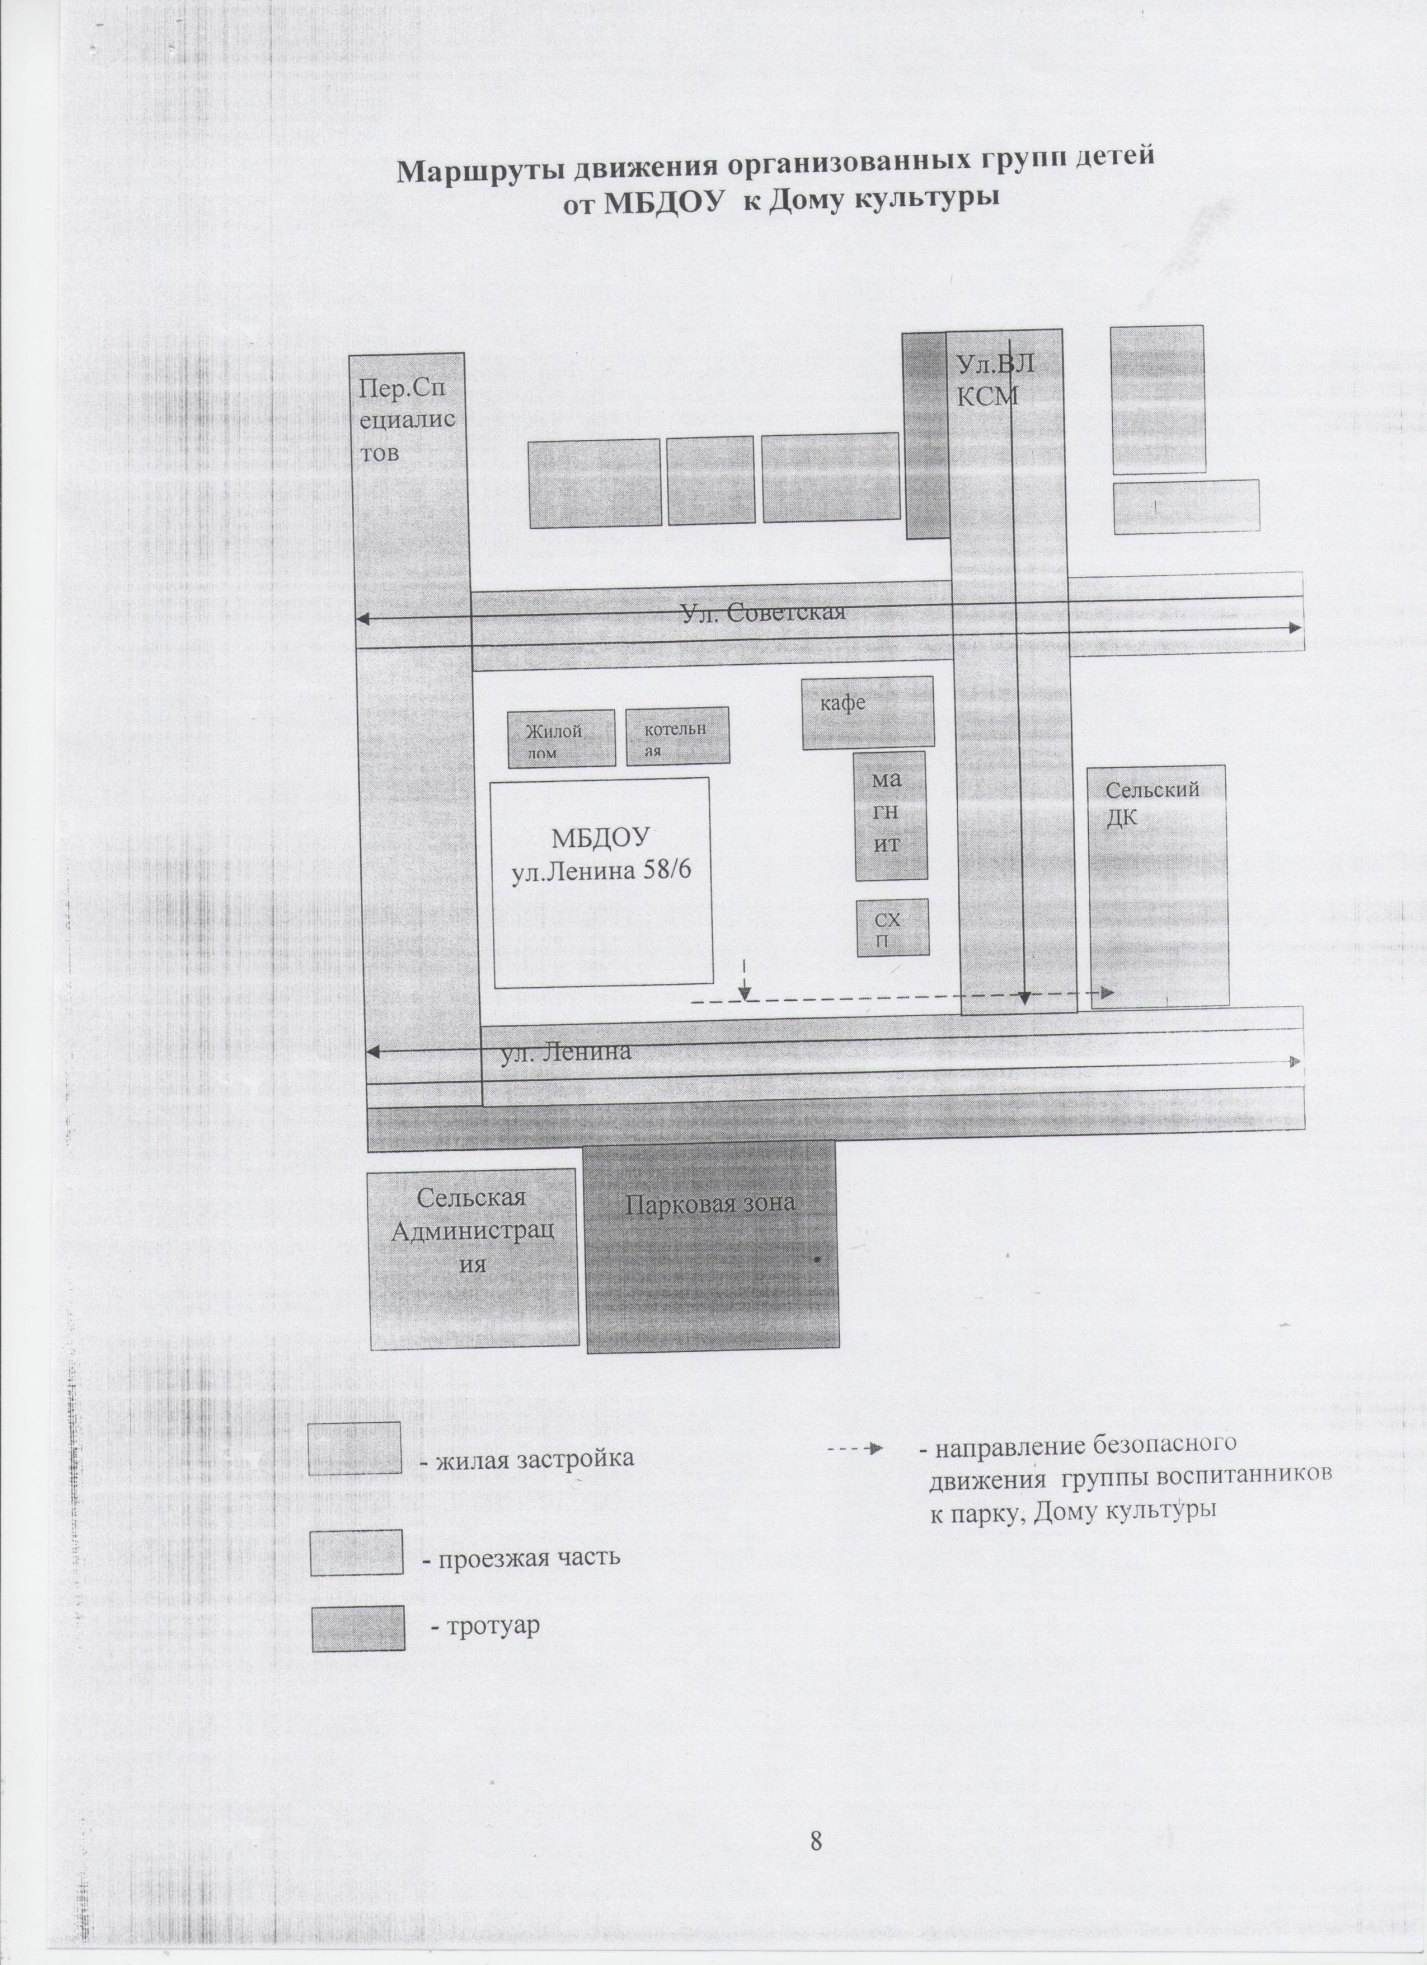 Маршруты движения организованных групп детей
от МБДОУ к Дому культуры
Пер.Сп
ециалис
тов
Ул.ВЛ
КСМ
Ул. Советская
Жилой
дом
котельн
ая
кафе
ма
гн
ит
Сельский
ДК
МБДОУ
ул.Ленина 58/6
СХ
П
ул. Ленина
Сельская
Администрац
ия
Парковая зона
- жилая застройка
- проезжая часть
- тротуар
- направление безопасного
движения группы воспитанников
к парку, Дому культуры
8